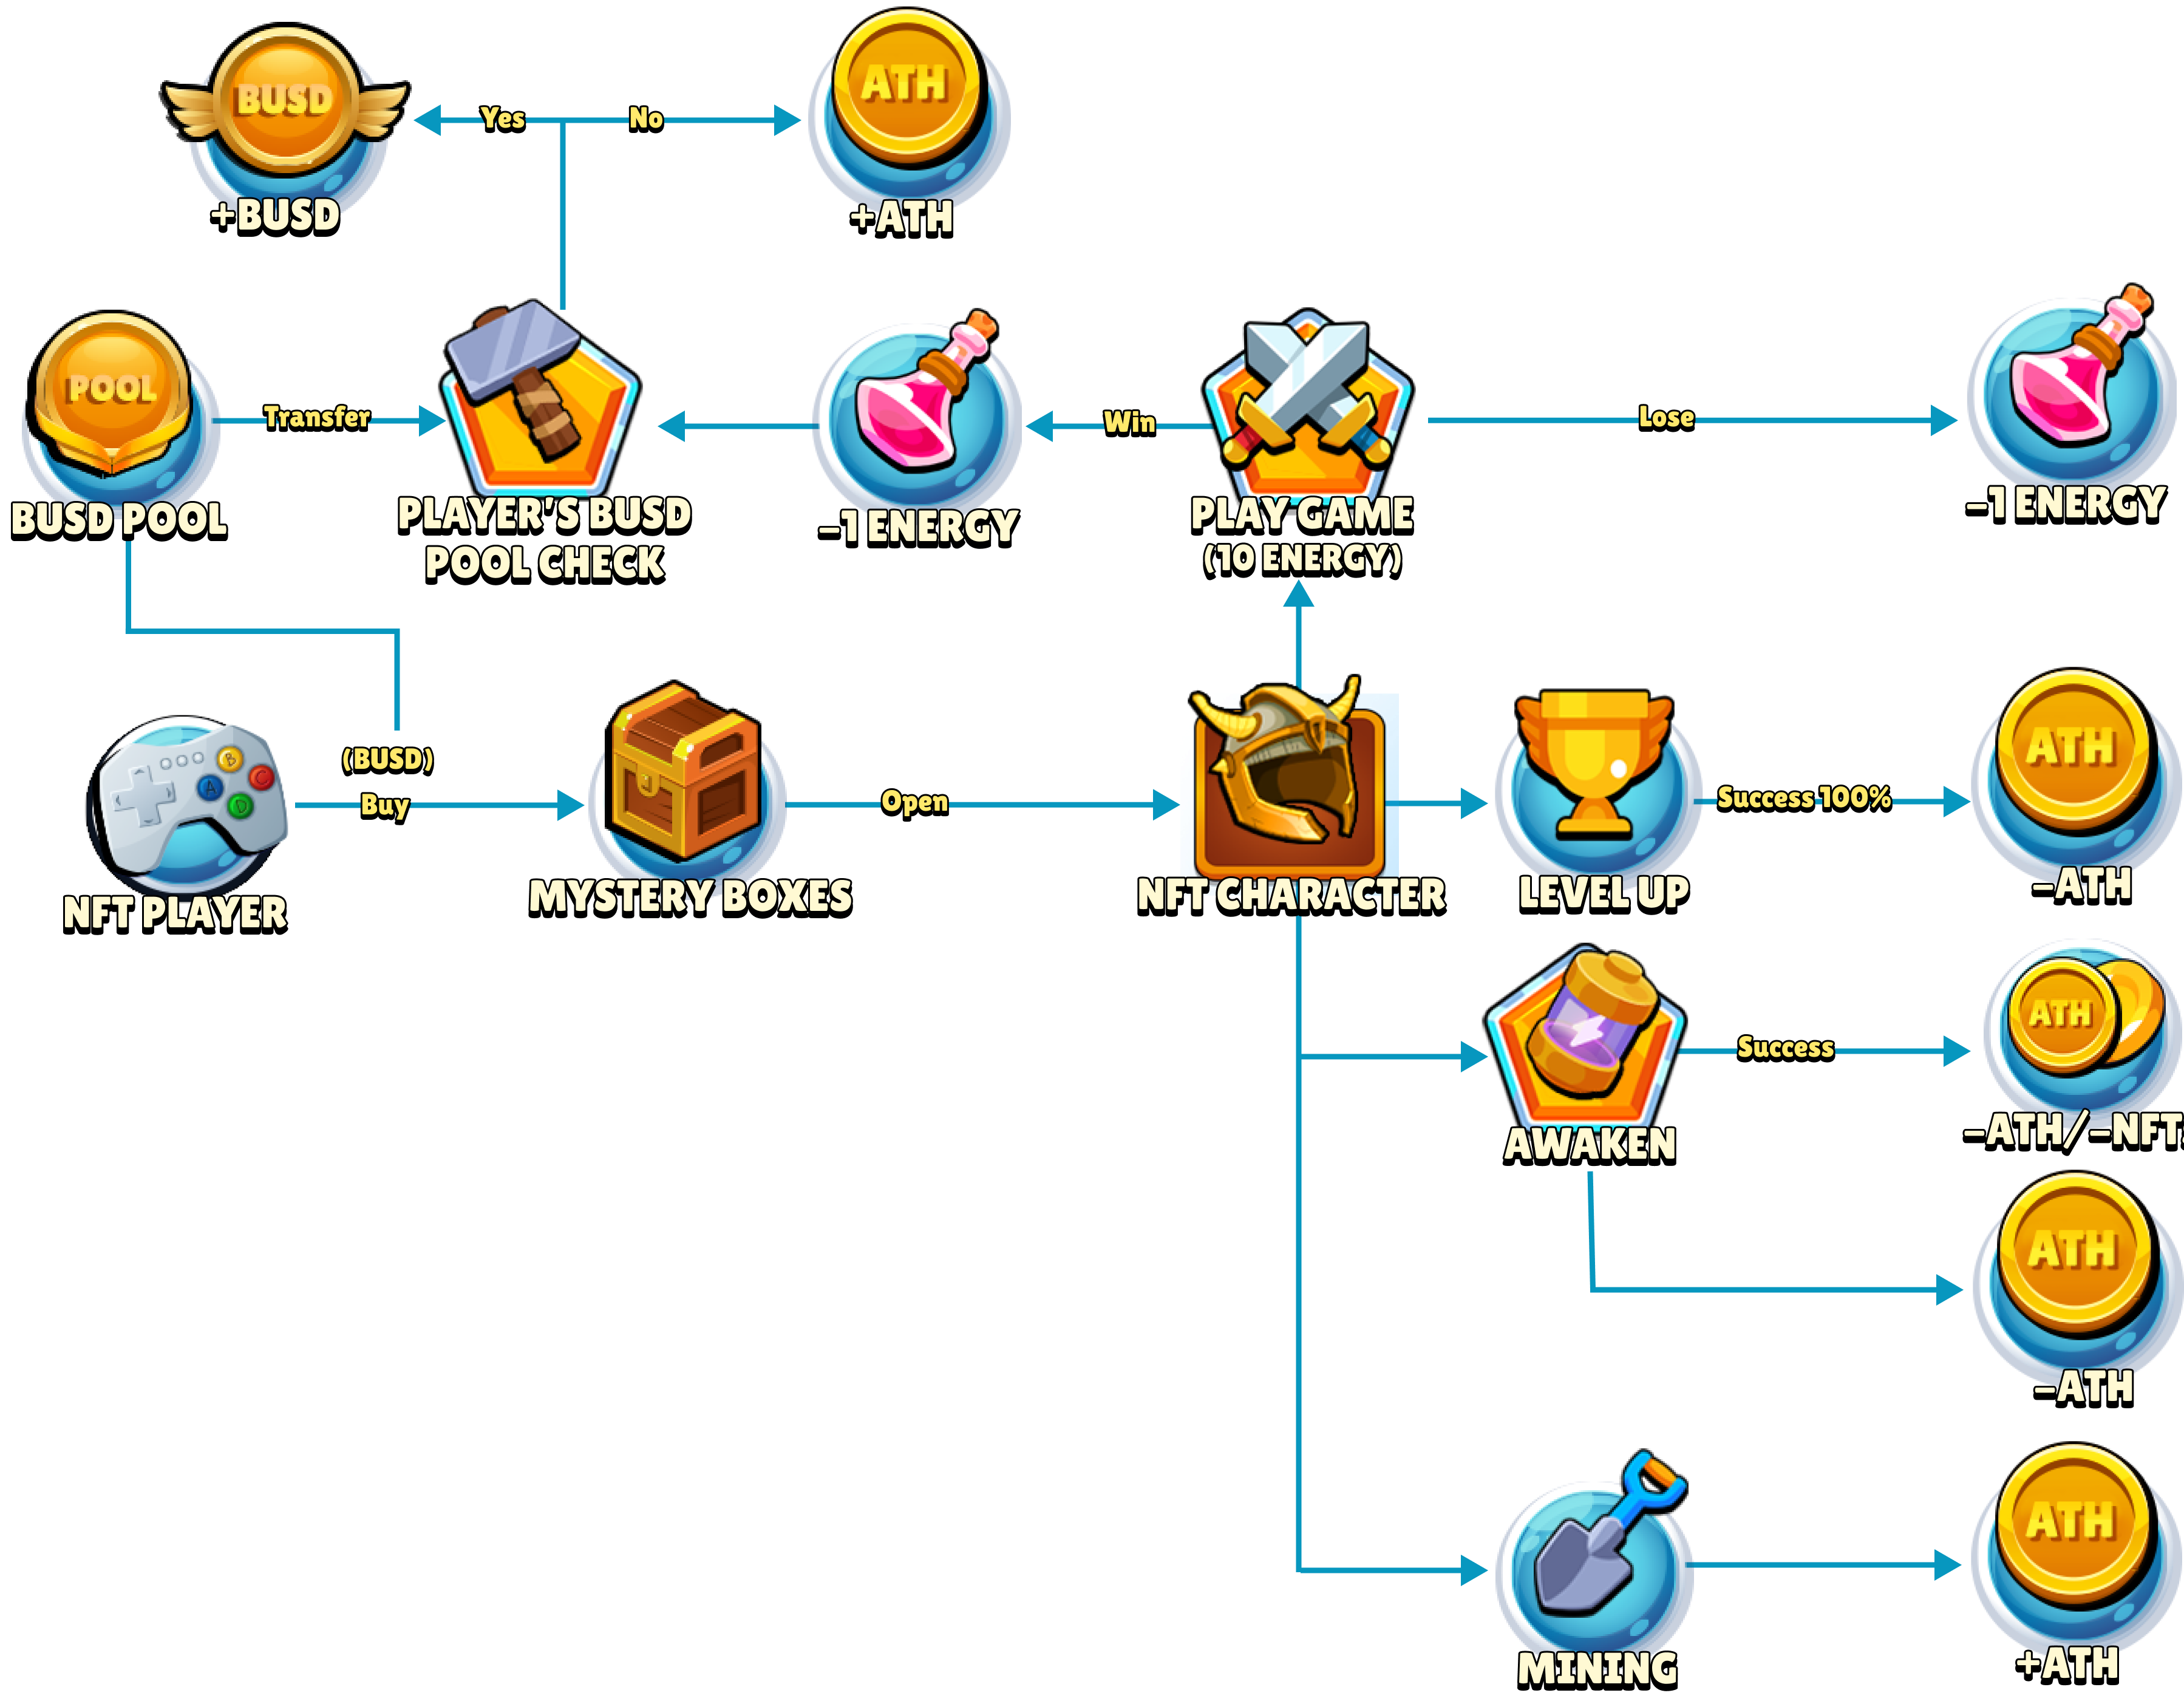 BUSD
ATH
Yes
No
+BUSD
+ATH
POOL
Transfer
Win
Lose
BUSD POOL
PLAYER'S BUSD
POOL CHECK
-1 ENERGY
PLAY GAME
(10 ENERGY)
-1 ENERGY
(BUSD)
Buy
B
A
C
D
Open
Success 100%
ATH
NFT PLAYER
MYSTERY BOXES
NFT CHARACTER
LEVEL UP
-ATH
ATH
Success
AWAKEN
-ATH/-NFT
ATH
-ATH
ATH
MINING
+ATH